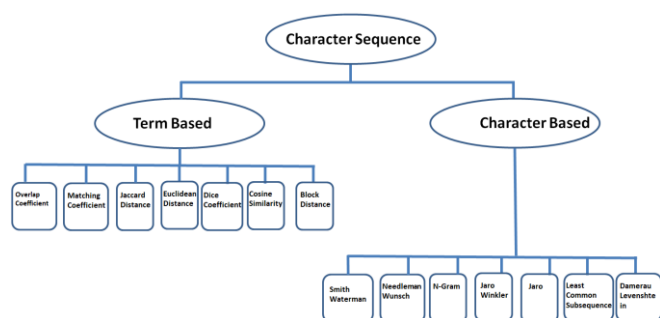 Character Sequence
Term Based
Character Based
Overlap
Coefficient
Matching
Coefficient
Jaccard
Distance
Euclidean
Distance
Dice
Coefficient
Cosine
Similarity
Block
Distance
Smith
Waterman
Needleman
Wunsch
N-Gram
Jaro
Winkler
Jaro
Least
Common
Subsequence
Damerau
Levenshte
in